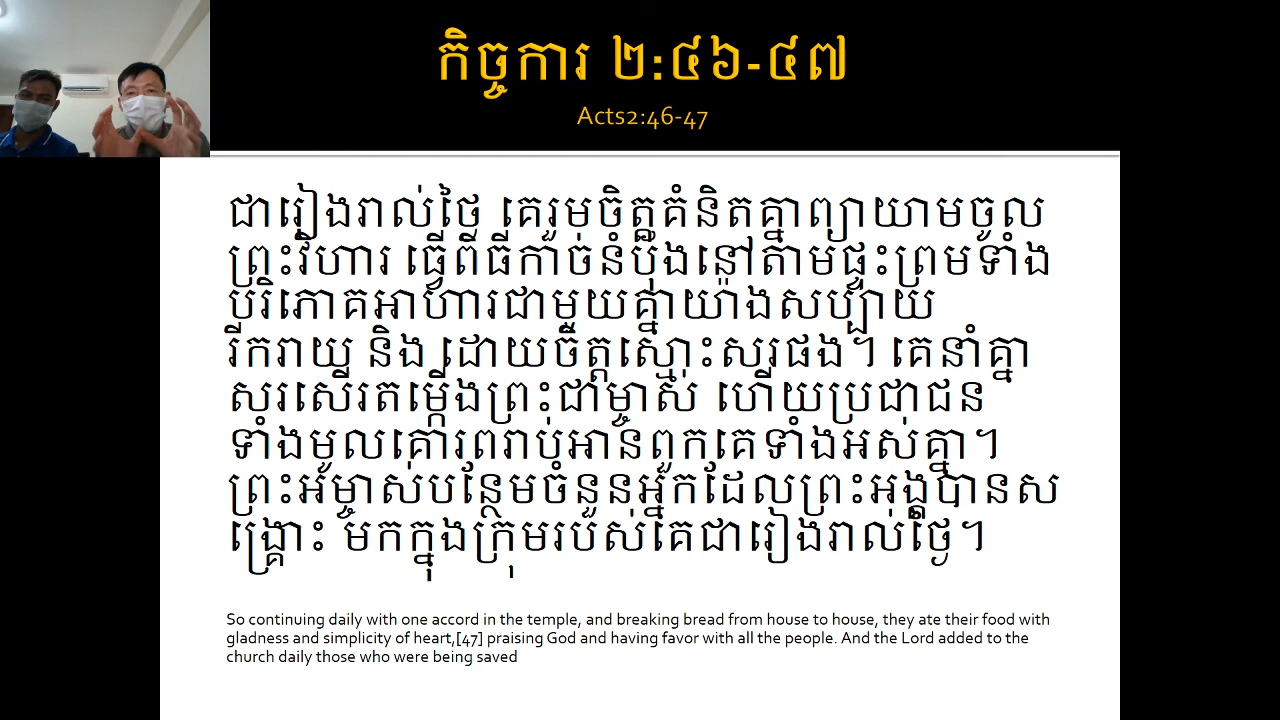 កិច្ចការ ២:៤៦-៤៧
Acts2:46-47
ជារៀងរាល់ថ្ងៃ គេរួមចិត្តគំនិតគ្នាព្យាយាមចូល
ព្រះវិហារ ធ្វើពិធីកាច់នំប៉ុងនៅតាមផ្ទះព្រមទាំង
បរិភោគអាហារជាមួយគ្នាយ៉ាងសប្បាយ
រីករាយ និង ដោយចិត្តស្មោះសរផង។ គេនាំគ្នា
សរសើរតម្កើងព្រះជាម្ចាស់ ហើយប្រជាជន
ទាំងមូលគោរពរាប់អានពួកគេទាំងអស់គ្នា។
ព្រះអម្ចាស់បន្ថែមចំនួនអ្នកដែលព្រះអង្គបានស
ង្គ្រោះ មកក្នុងក្រុមរបស់គេជារៀងរាល់ថ្ងៃ។
So continuing daily with one accord in the temple, and breaking bread from house to house, they ate their food with
gladness and simplicity of heart,[47] praising God and having favor with all the people. And the Lord added to the
church daily those who were being saved